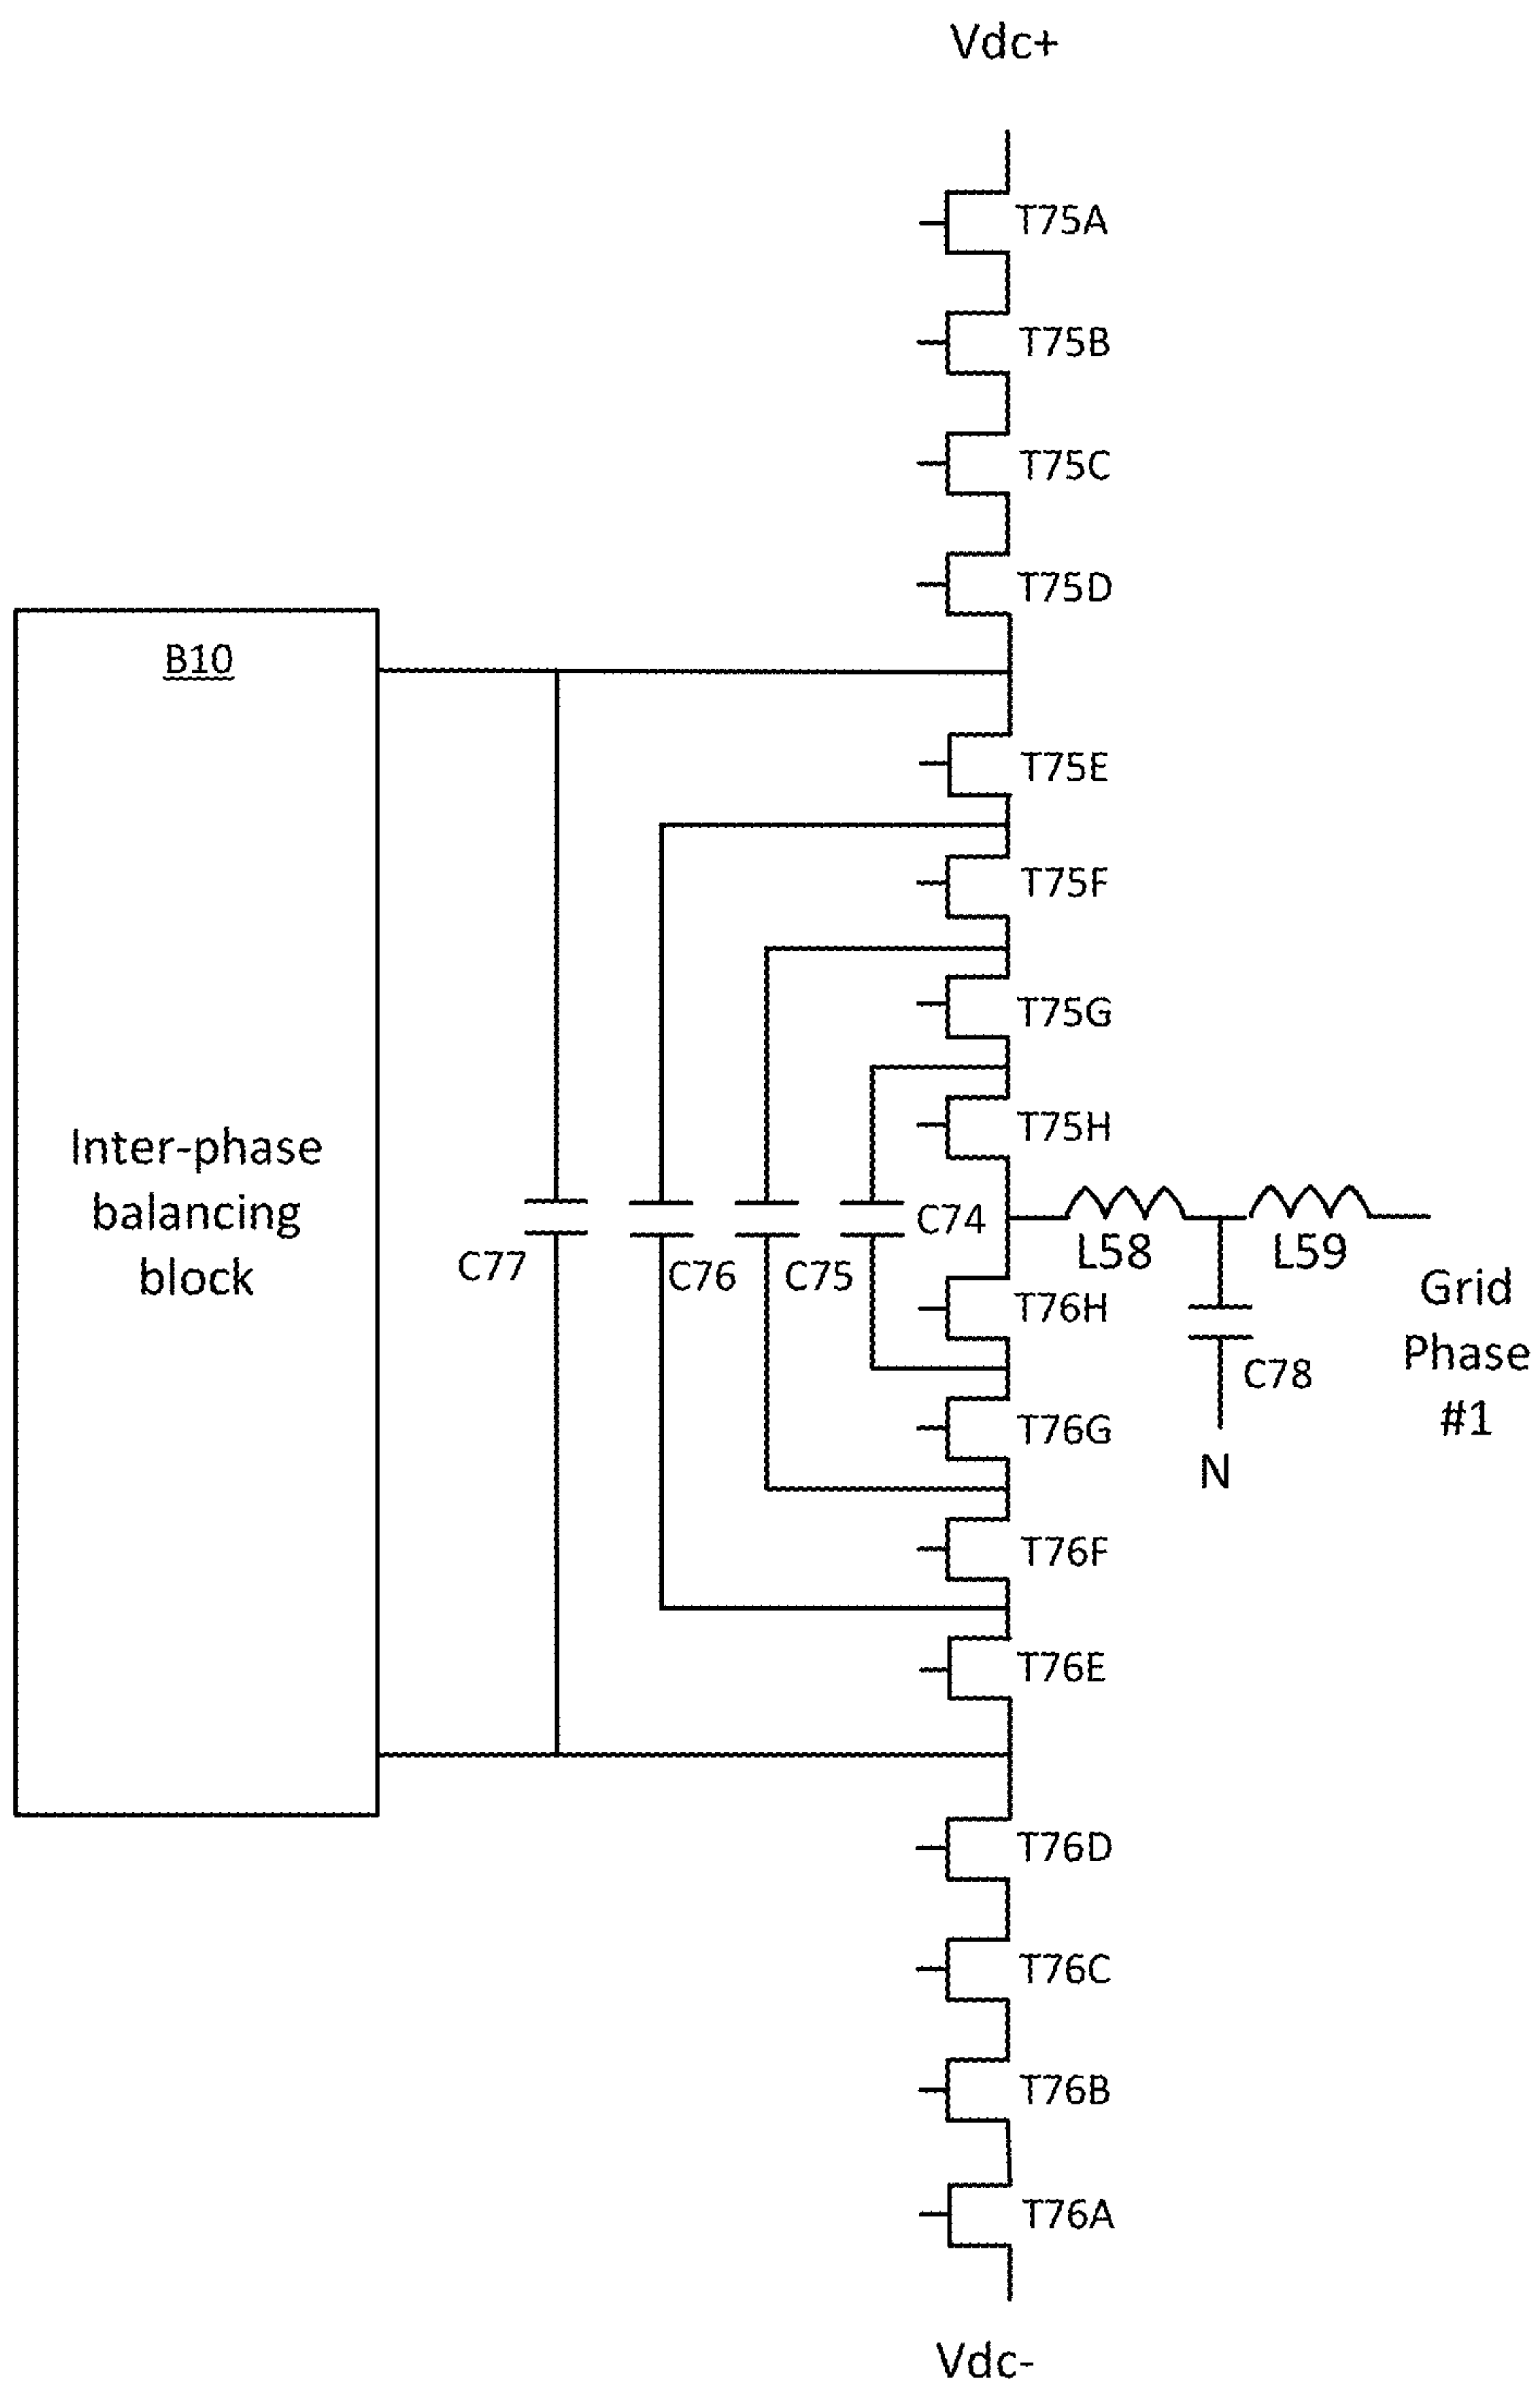 Vdc+
T75A
T75B
T75C
T75D
B10
T75E
T75F
T75G
T75H
Inter-phase
balancing
block
C77
C76
C75
C74
L58
L59
Grid
Phase
#1
T76H
C78
N
T76G
T76F
T76E
T76D
T76C
T76B
T76A
Vdc-